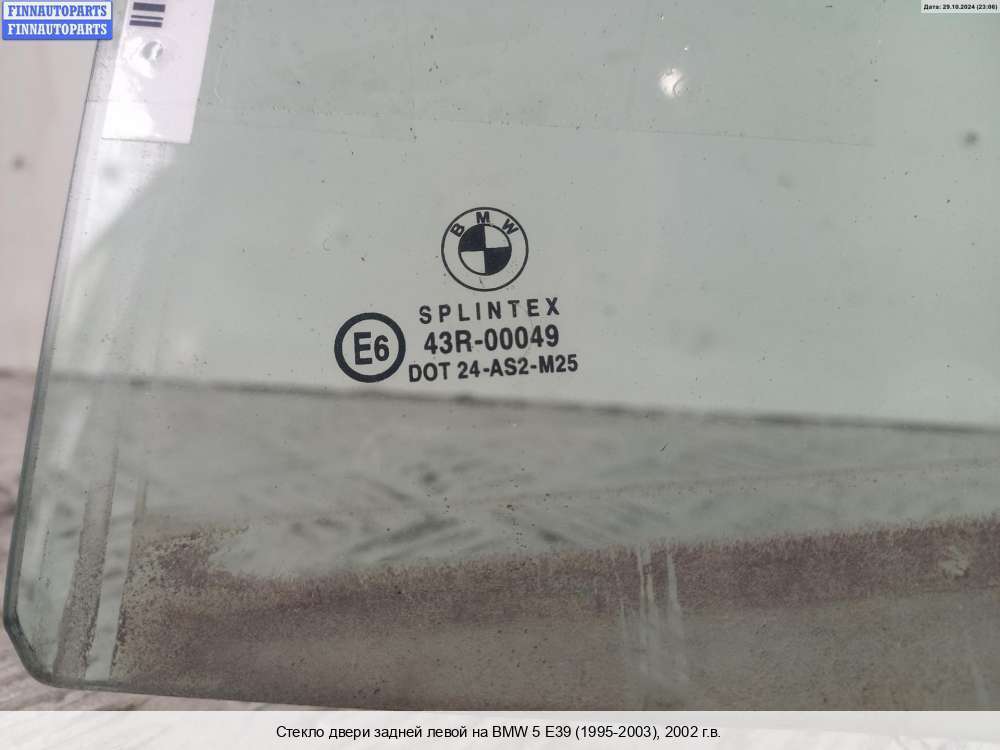 FINNAUTOPARTS
FINNAUTOPARTS
Дата: 29.10.2024 (23:06)
BMW
SPLINTEX
E6
43R-00049
DOT 24-AS2-M25
Стекло двери задней левой на BMW 5 E39 (1995-2003), 2002 г.в.